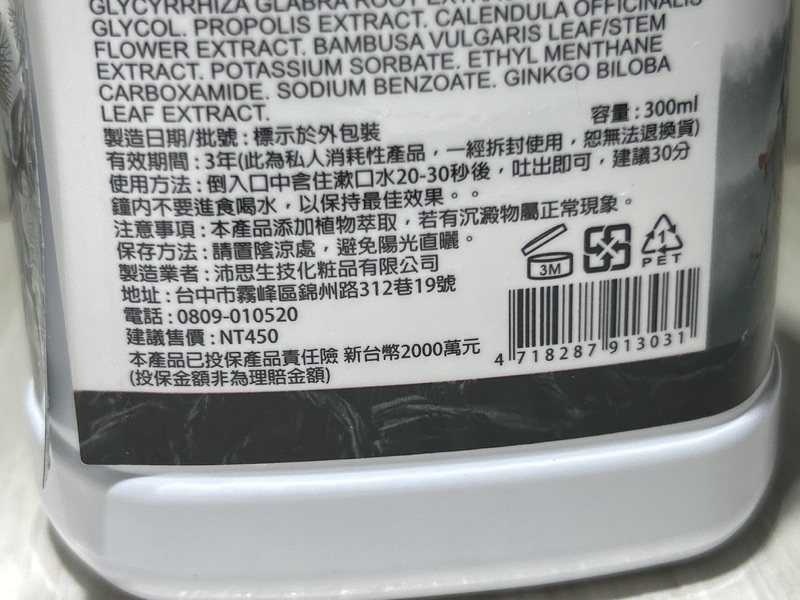 GLYCYRRHIZA GLABRA ROOT
GLYCOL. PROPOLIS EXTRACT. CALENDULA OFFICINALIS
FLOWER EXTRACT. BAMBUSA VULGARIS LEAF/STEM
EXTRACT. POTASSIUM SORBATE. ETHYL MENTHANE
CARBOXAMIDE. SODIUM BENZOATE. GINKGO BILOBA
LEAF EXTRACT.
容量:300ml
製造日期/批號:標示於外包裝
有效期間:3年(此為私人消耗性產品,一經拆封使用,恕無法退換貨)
使用方法:倒入口中含住漱口水20-30秒後,吐出即可,建議30分
鐘內不要進食喝水,以保持最佳效果。。
注意事項:本產品添加植物萃取,若有沉澱物屬正常現象。
保存方法:請置陰涼處,避免陽光直曬。
製造業者:沛思生技化粧品有限公司
地址:台中市霧峰區錦州路312巷19號
電話:0809-010520
建議售價:NT450
本產品已投保產品責任險 新台幣2000萬元
(投保金額非為理賠金額)
3M
1
PET
4 718287 913031